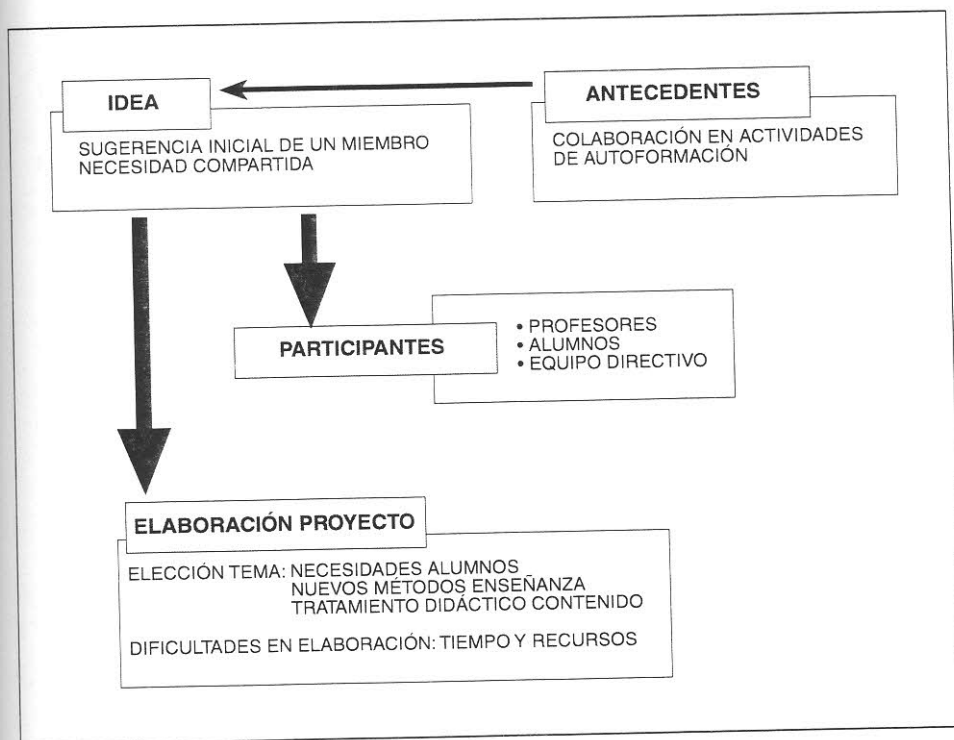 IDEA
SUGERENCIA INICIAL DE UN MIEMBRO
NECESIDAD COMPARTIDA
ANTECEDENTES
COLABORACIÓN EN ACTIVIDADES
DE AUTOFORMACIÓN
PARTICIPANTES
• PROFESORES
• ALUMNOS
• EQUIPO DIRECTIVO
ELABORACIÓN PROYECTO
ELECCIÓN TEMA: NECESIDADES ALUMNOS
NUEVOS MÉTODOS ENSEÑANZA
TRATAMIENTO DIDÁCTICO CONTENIDO
DIFICULTADES EN ELABORACIÓN: TIEMPO Y RECURSOS